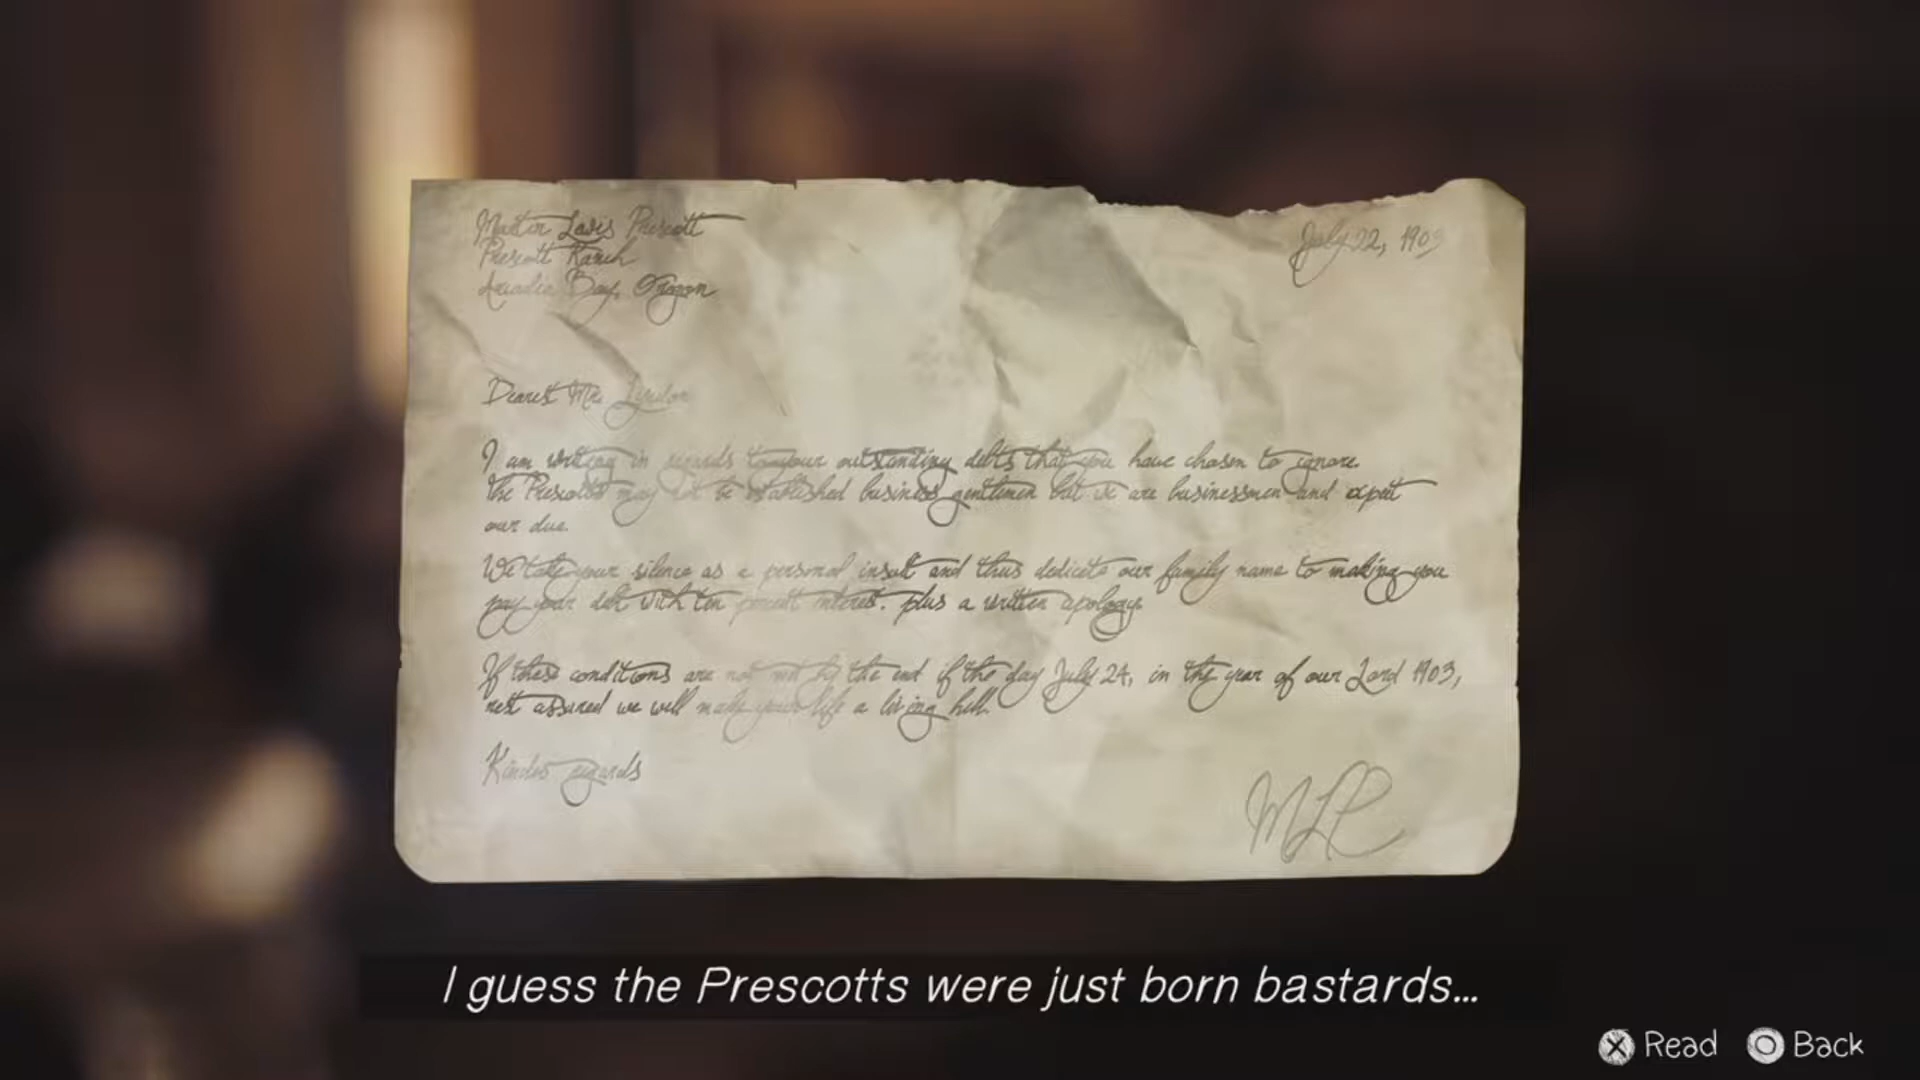 Martin Lewis Prescott
Prescott Ranch
Arcadia Bay, Oregon
July 22, 1903
Dearest Mr.
I am writing in regards to your outstanding debts that you have chosen to ignore.
The Prescotts may not be established business gentlemen but we are businessmen and expect
our due.
We take your silence as a personal insult and thus dedicate our family name to making you
pay your debt with ten percent interest. plus a written apology.
If these conditions are not met by the end if the day July 24, in the year of our Lord 1903,
rest assured we will make your life a living hell.
Kindest regards
MLP
I guess the Prescotts were just born bastards...
Read
Back